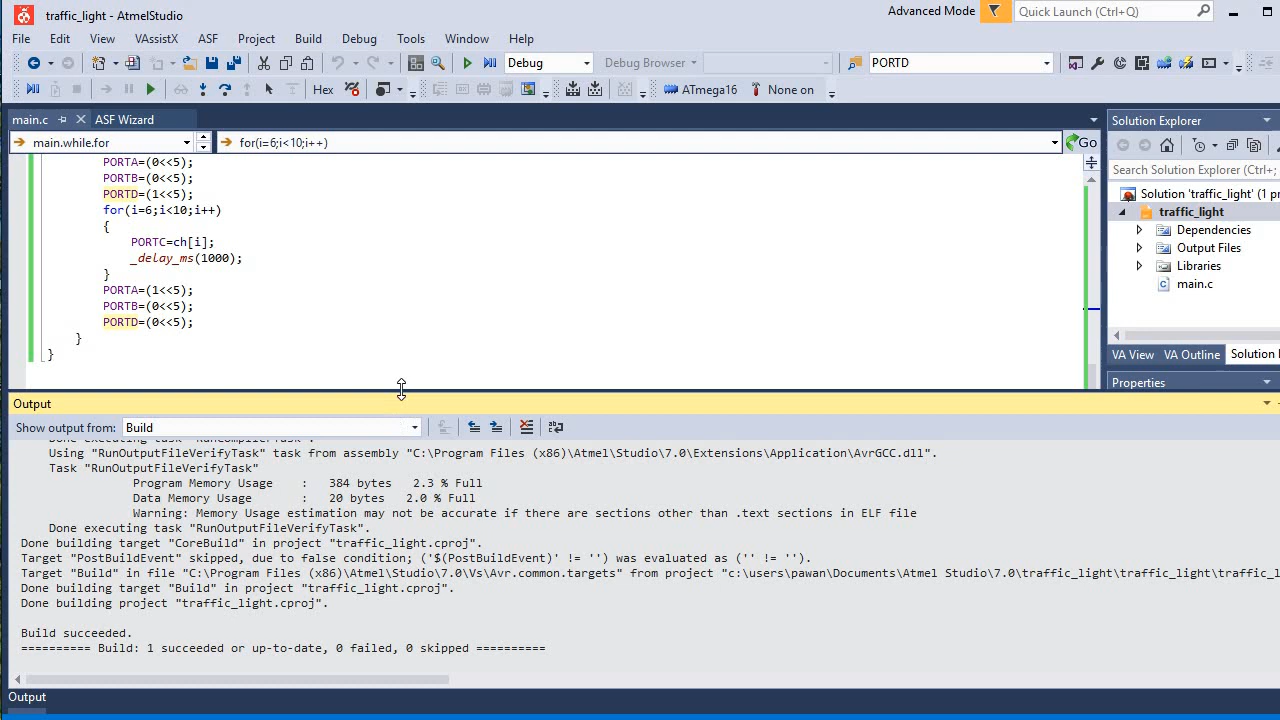 traffic_light - AtmelStudio
Advanced Mode
Quick Launch (Ctrl+Q)
File Edit View VAssistX ASF Project Build Debug Tools Window Help
Debug
Debug Browser
PORTD
Hex
ATmega16
None on
main.c
ASF Wizard
main.while.for
for(i=6;i<10;i++)
Go
PORTA=(0<<5);
PORTB=(0<<5);
PORTD=(1<<5);
for(i=6;i<10;i++)
{
PORTC=ch[i];
_delay_ms(1000);
}
PORTA=(1<<5);
PORTB=(0<<5);
PORTD=(0<<5);
}
}
Solution Explorer
Search Solution Explorer (Ctrl+;
Solution 'traffic_light' (1 pr
traffic_light
Dependencies
Output Files
Libraries
main.c
VA View VA Outline Solution
Properties
Output
Show output from: Build
Done executing task "RunCompilerTask".
Using "RunOutputFileVerifyTask" task from assembly "C:\Program Files (x86)\Atmel\Studio\7.0\Extensions\Application\AvrGCC.dll".
Task "RunOutputFileVerifyTask"
Program Memory Usage : 384 bytes 2.3 % Full
Data Memory Usage : 20 bytes 2.0 % Full
Warning: Memory Usage estimation may not be accurate if there are sections other than .text sections in ELF file
Done executing task "RunOutputFileVerifyTask".
Done building target "CoreBuild" in project "traffic_light.cproj".
Target "PostBuildEvent" skipped, due to false condition; ('$(PostBuildEvent)' != '') was evaluated as ('' != '').
Target "Build" in file "C:\Program Files (x86)\Atmel\Studio\7.0\Vs\Avr.common.targets" from project "c:\users\pawan\Documents\Atmel Studio\7.0\traffic_light\traffic_light\traffic_l
Done building target "Build" in project "traffic_light.cproj".
Done building project "traffic_light.cproj".
Build succeeded.
========== Build: 1 succeeded or up-to-date, 0 failed, 0 skipped ==========
Output